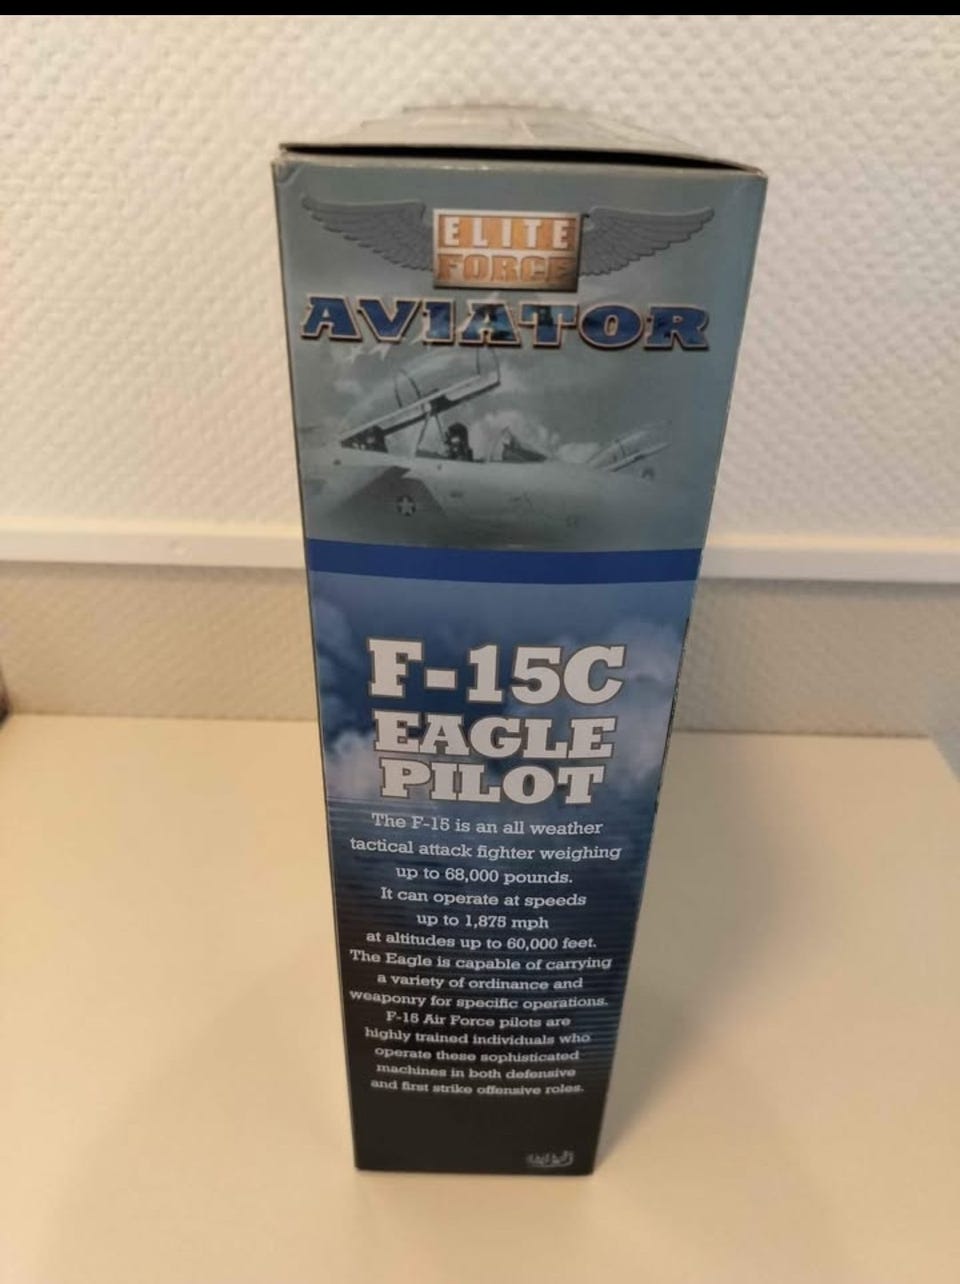 ELITE
FORCE
AVIATOR
F-15C
EAGLE
PILOT
The F-15 is an all weather
tactical attack fighter weighing
up to 68,000 pounds.
It can operate at speeds
up to 1,875 mph
at altitudes up to 60,000 feet.
The Eagle is capable of carrying
a variety of ordinance and
weaponry for specific operations.
F-15 Air Force pilots are
highly trained individuals who
operate these sophisticated
machines in both defensive
and first strike offensive roles.